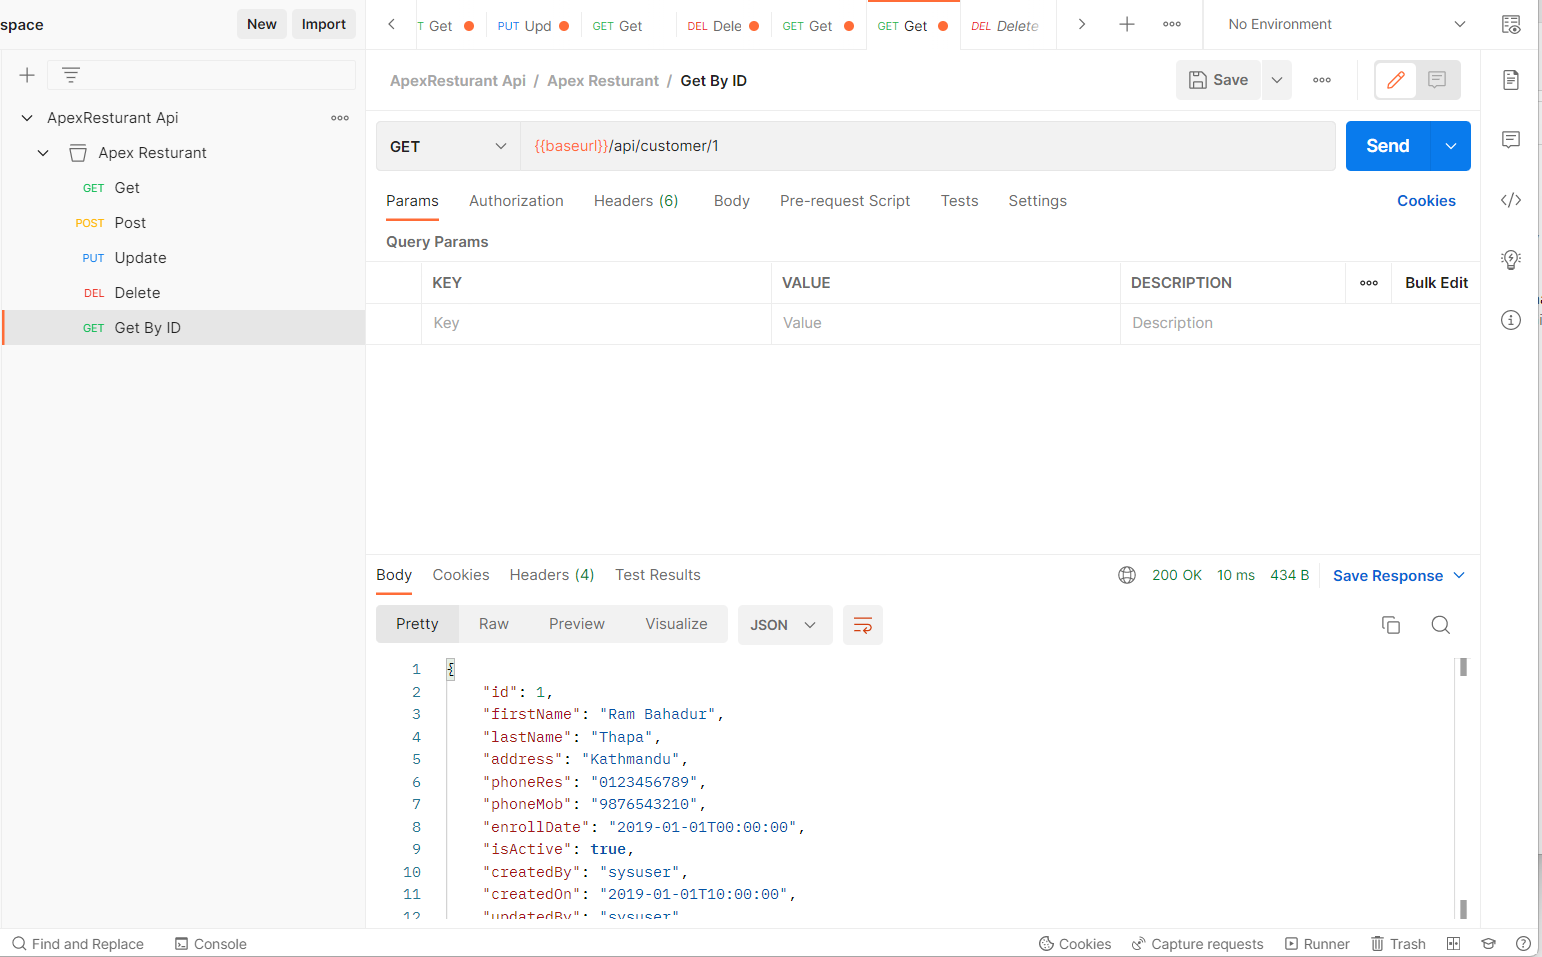 space
New
Import
Get
PUT Upd
GET Get
DEL Dele
GET Get
GET Get
DEL Delete
No Environment
ApexResturant Api / Apex Resturant / Get By ID
Save
ApexResturant Api
Apex Resturant
GET Get
POST Post
PUT Update
DEL Delete
GET Get By ID
GET
{{baseurl}}/api/customer/1
Send
Params Authorization Headers (6) Body Pre-request Script Tests Settings Cookies
Query Params
KEY VALUE DESCRIPTION Bulk Edit
Key Value Description
Body Cookies Headers (4) Test Results 200 OK 10 ms 434 B Save Response
Pretty Raw Preview Visualize JSON
1 {
2 "id": 1,
3 "firstName": "Ram Bahadur",
4 "lastName": "Thapa",
5 "address": "Kathmandu",
6 "phoneRes": "0123456789",
7 "phoneMob": "9876543210",
8 "enrollDate": "2019-01-01T00:00:00",
9 "isActive": true,
10 "createdBy": "sysuser",
11 "createdOn": "2019-01-01T10:00:00",
12 "updatedBy": "sysuser"
Find and Replace Console Cookies Capture requests Runner Trash